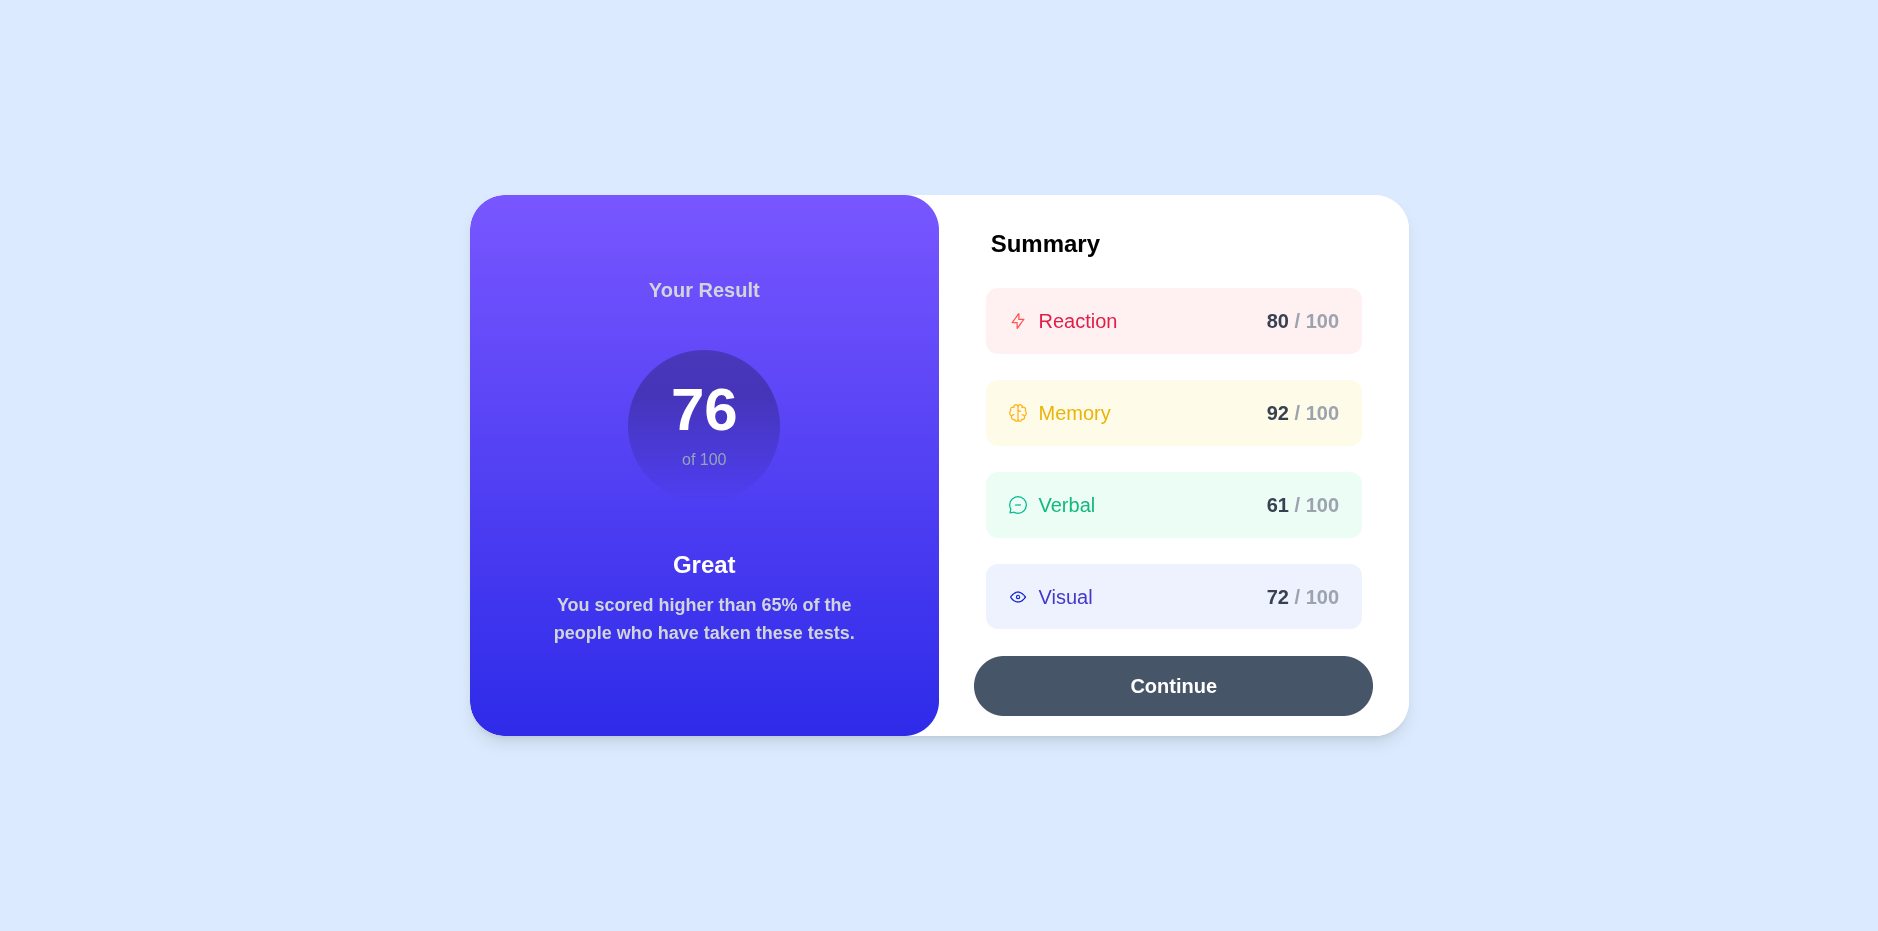 Your Result
76
of 100
Great
You scored higher than 65% of the
people who have taken these tests.
Summary
Reaction 80 / 100
Memory 92 / 100
Verbal 61 / 100
Visual 72 / 100
Continue